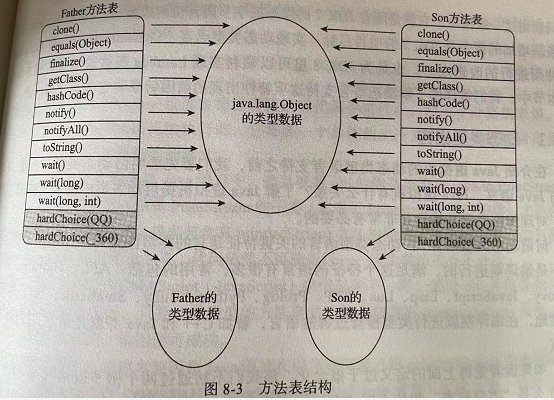 Father方法表
clone()
equals(Object)
finalize()
getClass()
hashCode()
notify()
notifyAll()
toString()
wait()
wait(long)
wait(long, int)
hardChoice(QQ)
hardChoice(_360)
java.lang.Object
的类型数据
Son方法表
clone()
equals(Object)
finalize()
getClass()
hashCode()
notify()
notifyAll()
toString()
wait()
wait(long)
wait(long, int)
hardChoice(QQ)
hardChoice(_360)
Father的
类型数据
Son的
类型数据
图 8-3 方法表结构